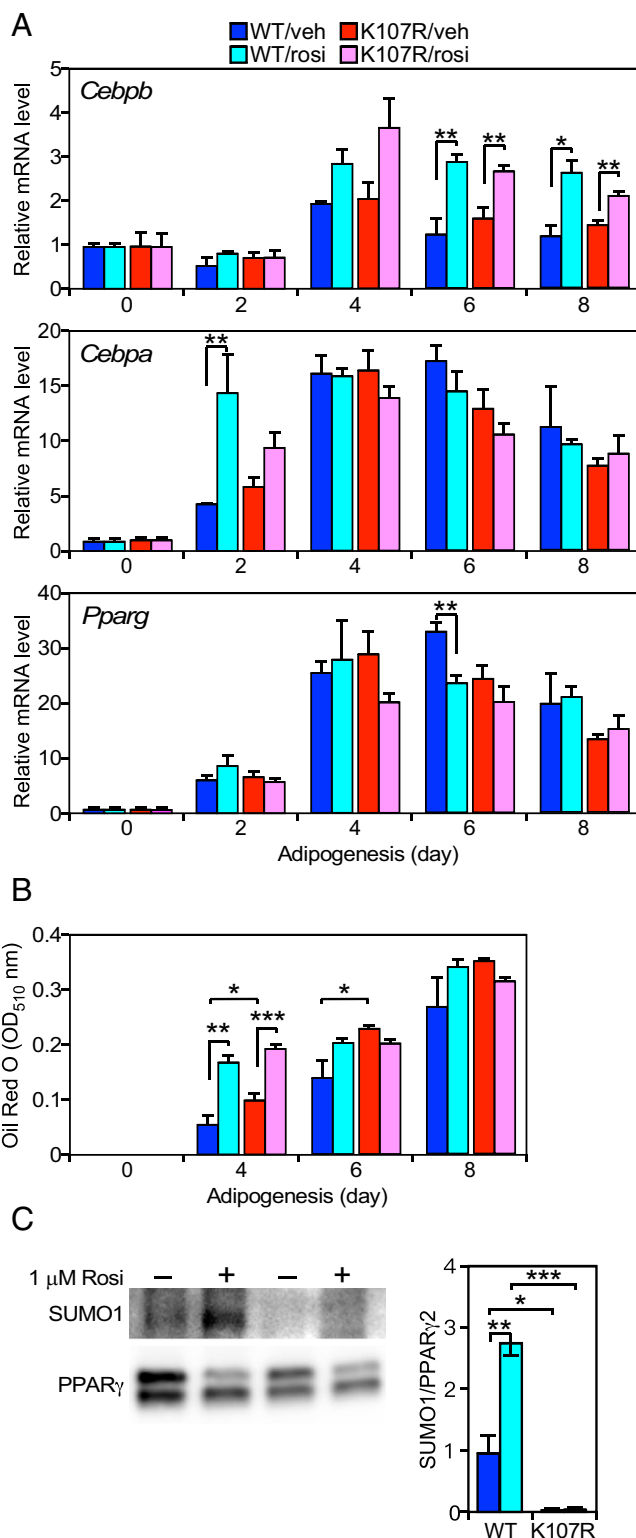 A
WT/veh K107R/veh
WT/rosi K107R/rosi
Cebpb
Relative mRNA level
5
4
3
2
1
0
** ** * **
0 2 4 6 8
Cebpa
Relative mRNA level
20
15
10
5
0
**
0 2 4 6 8
Pparg
Relative mRNA level
40
30
20
10
0
**
0 2 4 6 8
Adipogenesis (day)
B
Oil Red O (OD510 nm)
0.4
0.3
0.2
0.1
0
* *
** ***
0 4 6 8
Adipogenesis (day)
C
1 μM Rosi – + – +
SUMO1
PPARγ
SUMO1/PPARγ2
4
3
2
1
0
***
*
**
WT K107R